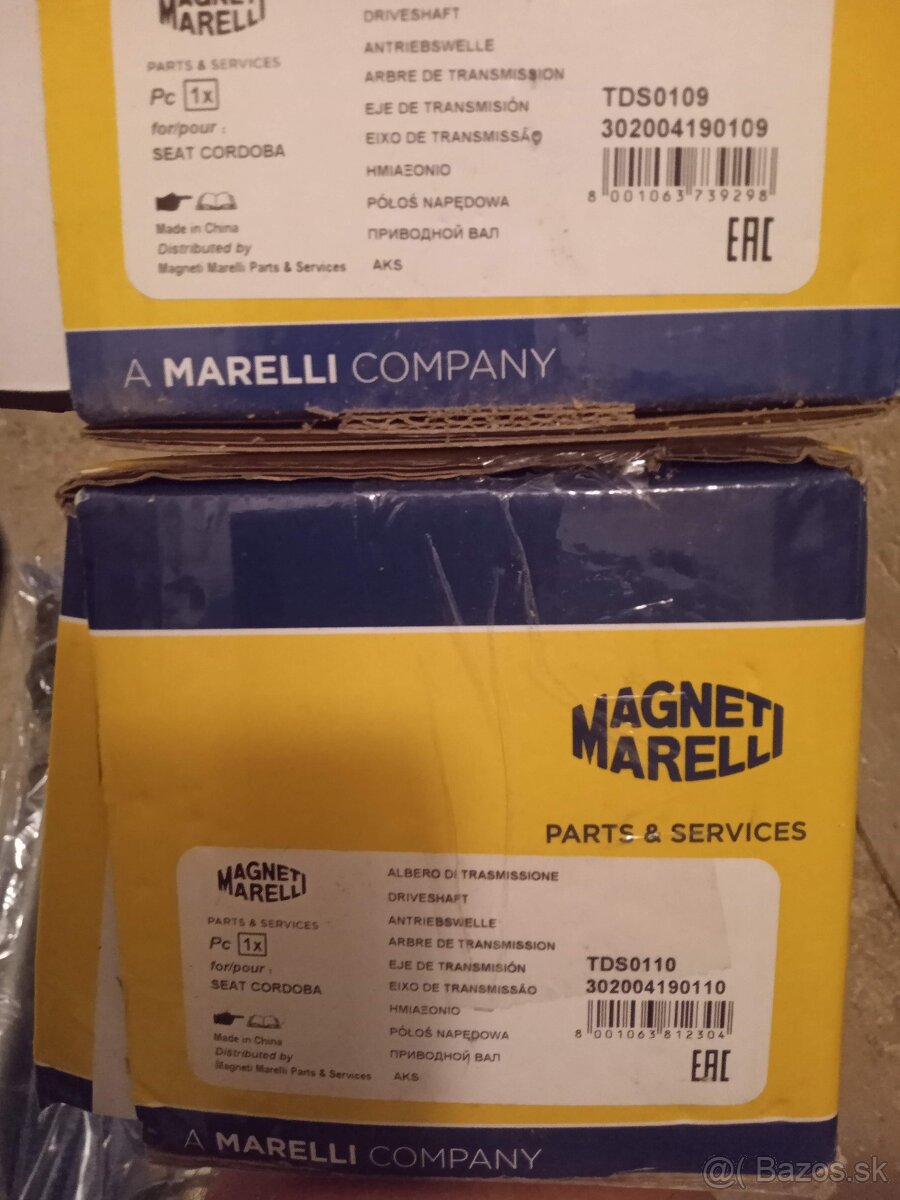 MAGNETI
MARELLI
PARTS & SERVICES
Pc 1x
for/pour :
SEAT CORDOBA
Made in China
Distributed by
Magneti Marelli Parts & Services
DRIVESHAFT
ANTRIEBSWELLE
ARBRE DE TRANSMISSION
EJE DE TRANSMISIÓN
EIXO DE TRANSMISSÃO
ΗΜΙΑΞΟΝΙΟ
PÓŁOŚ NAPĘDOWA
ПРИВОДНОЙ ВАЛ
AKS
TDS0109
302004190109
8 001063 739298
EAC
A MARELLI COMPANY
MAGNETI
MARELLI
PARTS & SERVICES
MAGNETI
MARELLI
PARTS & SERVICES
Pc 1x
for/pour :
SEAT CORDOBA
Made in China
Distributed by
Magneti Marelli Parts & Services
ALBERO DI TRASMISSIONE
DRIVESHAFT
ANTRIEBSWELLE
ARBRE DE TRANSMISSION
EJE DE TRANSMISIÓN
EIXO DE TRANSMISSÃO
ΗΜΙΑΞΟΝΙΟ
PÓŁOŚ NAPĘDOWA
ПРИВОДНОЙ ВАЛ
AKS
TDS0110
302004190110
8 001063 812304
EAC
A MARELLI COMPANY
@( Bazos.sk